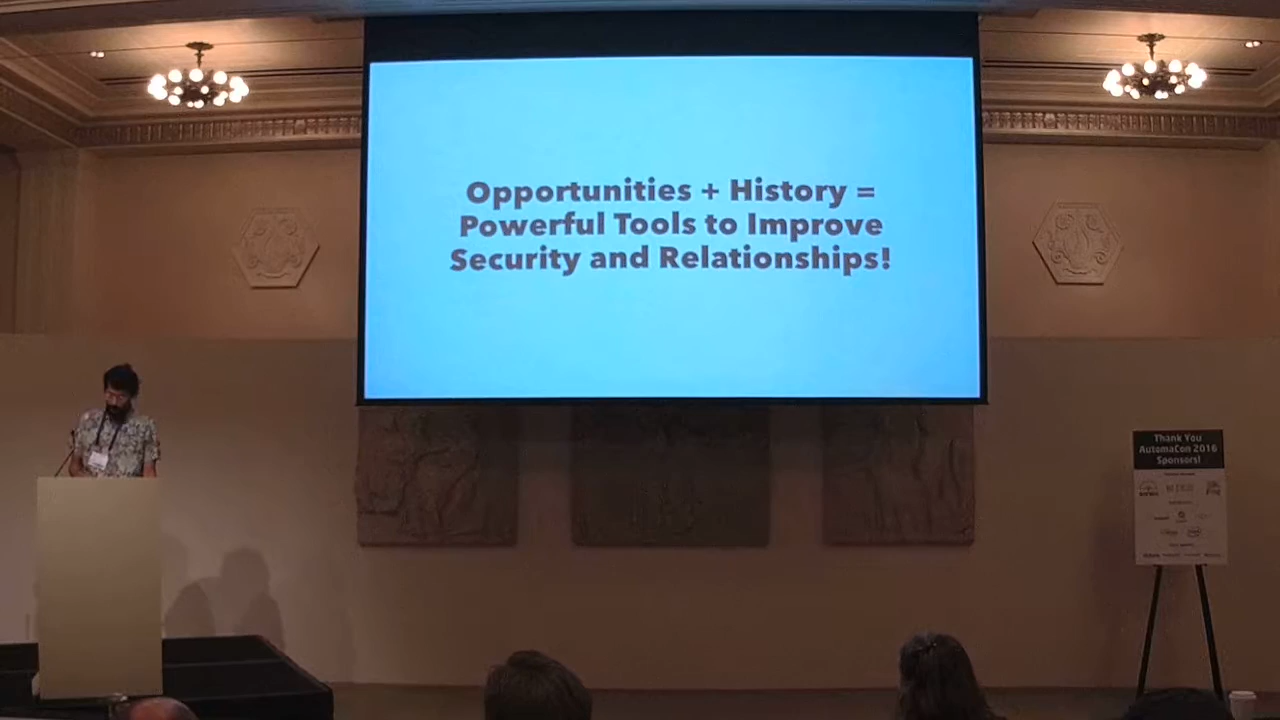 Opportunities + History =
Powerful Tools to Improve
Security and Relationships!
Thank You
AutomaCon 2016
Sponsors!